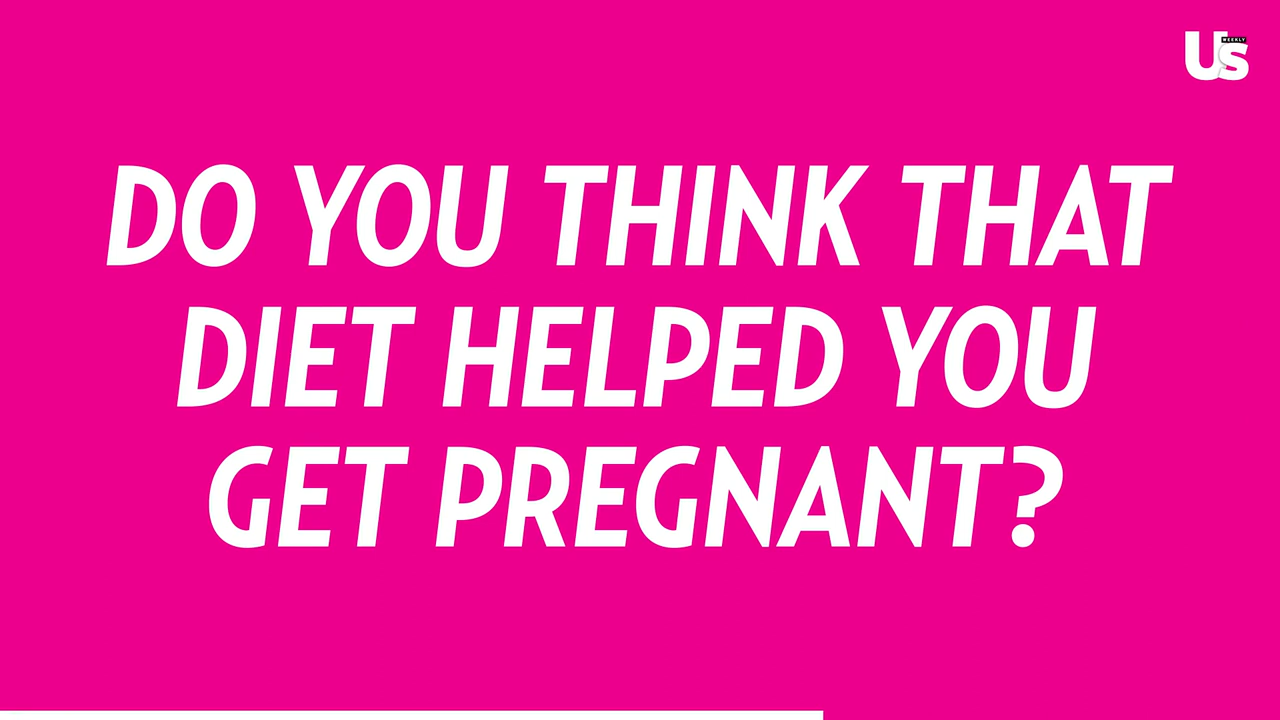 Us
WEEKLY
DO YOU THINK THAT
DIET HELPED YOU
GET PREGNANT?